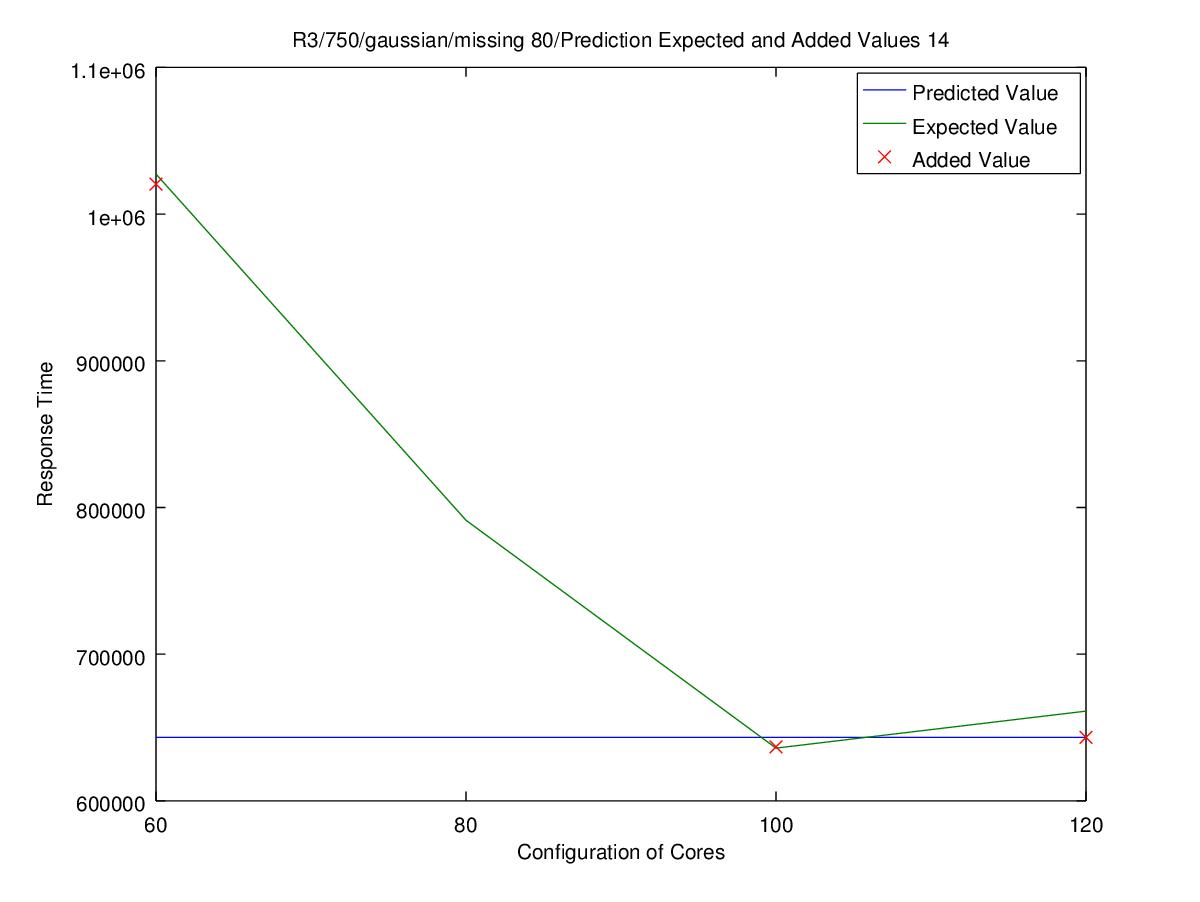 R3/750/gaussian/missing 80/Prediction Expected and Added Values 14
1.1e+06
1e+06
900000
800000
700000
600000
Response Time
Predicted Value
Expected Value
Added Value
60
80
100
120
Configuration of Cores